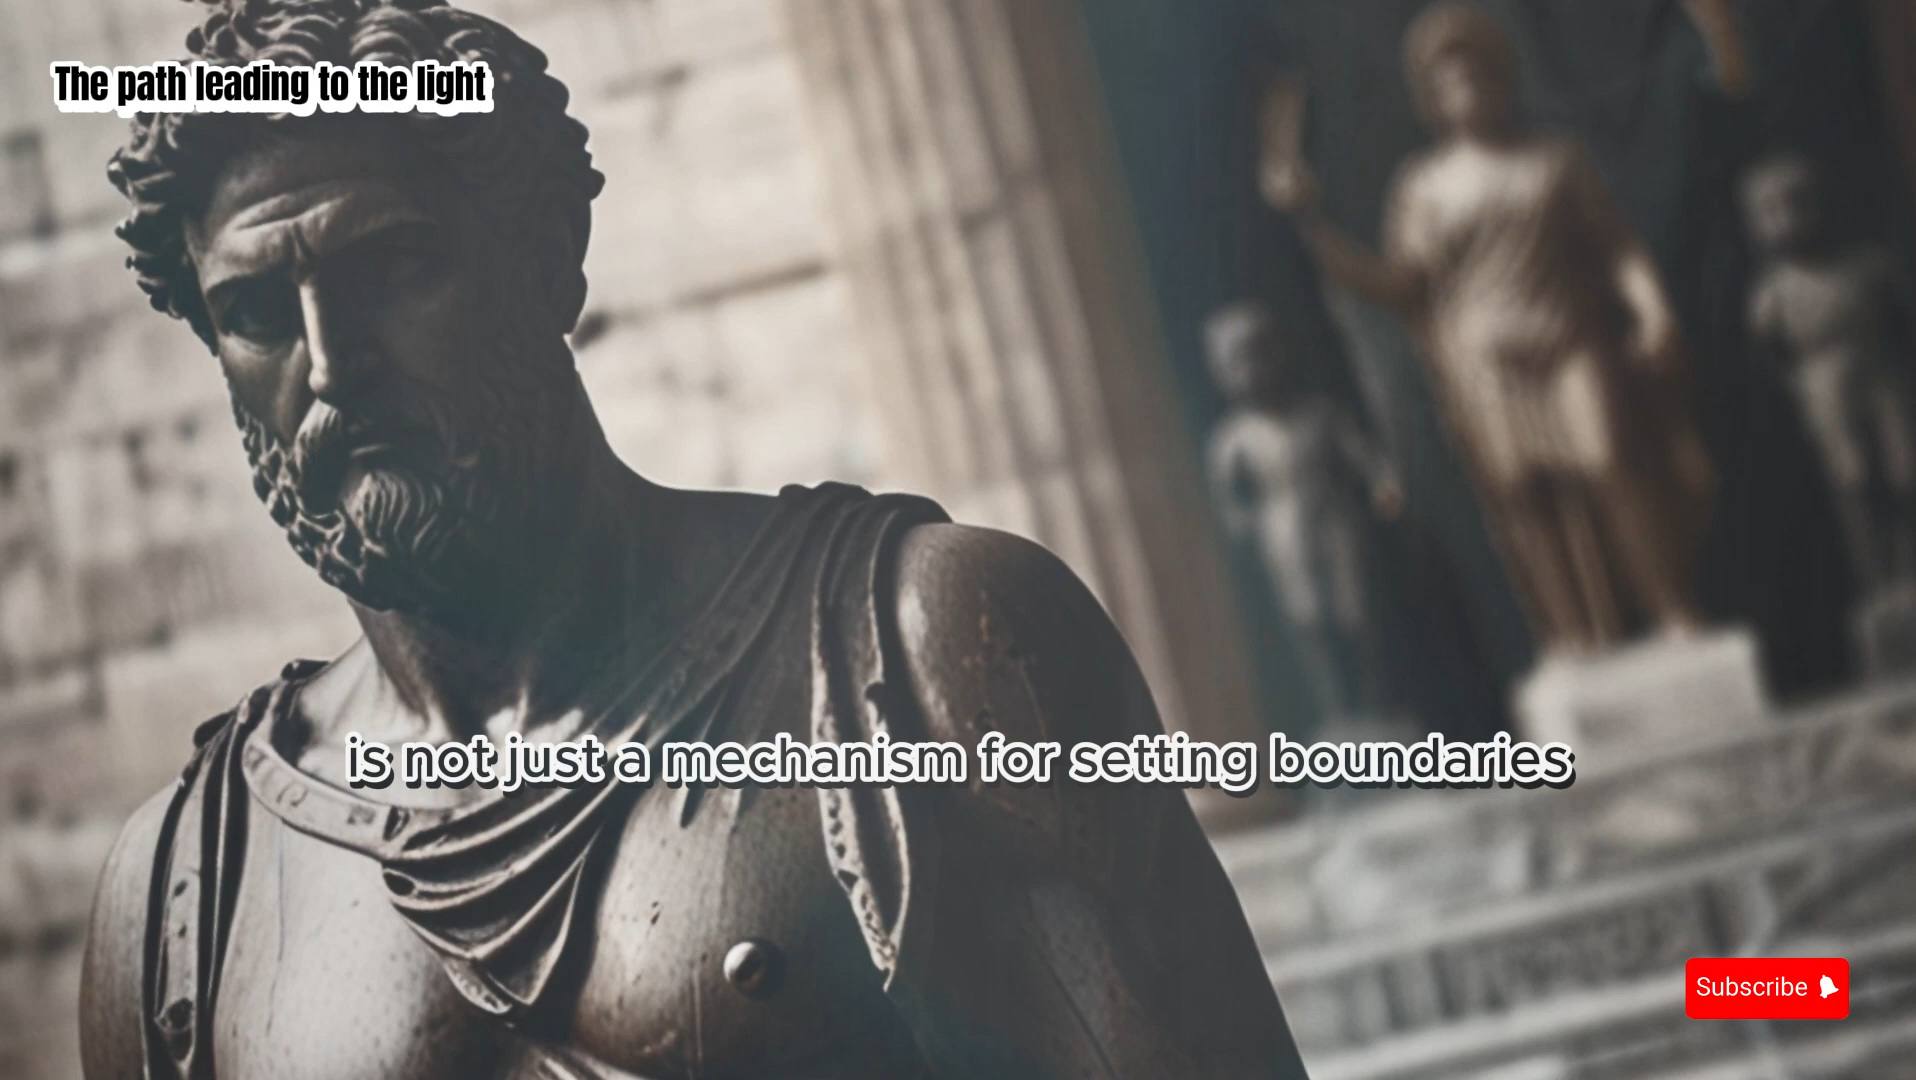 The path leading to the light
is not just a mechanism for setting boundaries
Subscribe